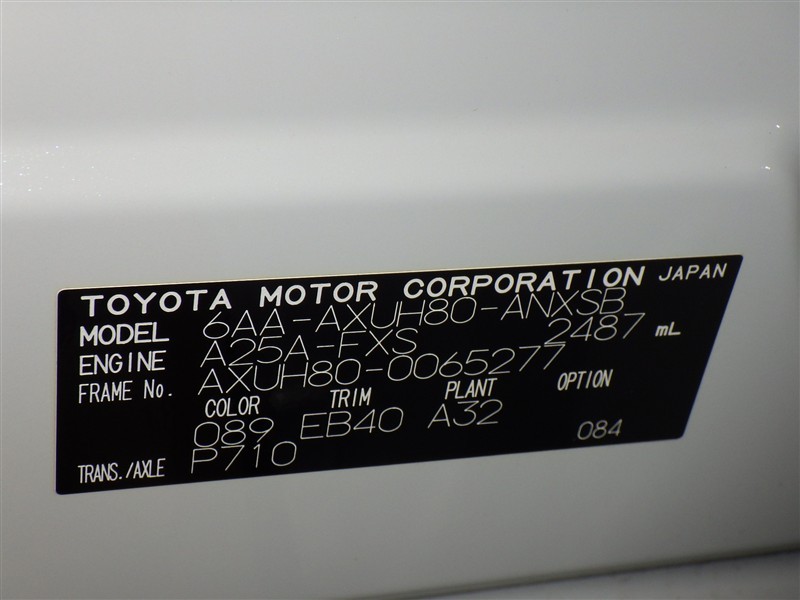 TOYOTA MOTOR CORPORATION JAPAN
MODEL 6AA-AXUH80-ANXSB
ENGINE A25A-FXS 2487 mL
FRAME No. AXUH80-0065277
COLOR TRIM PLANT OPTION
089 EB40 A32 084
TRANS./AXLE P710